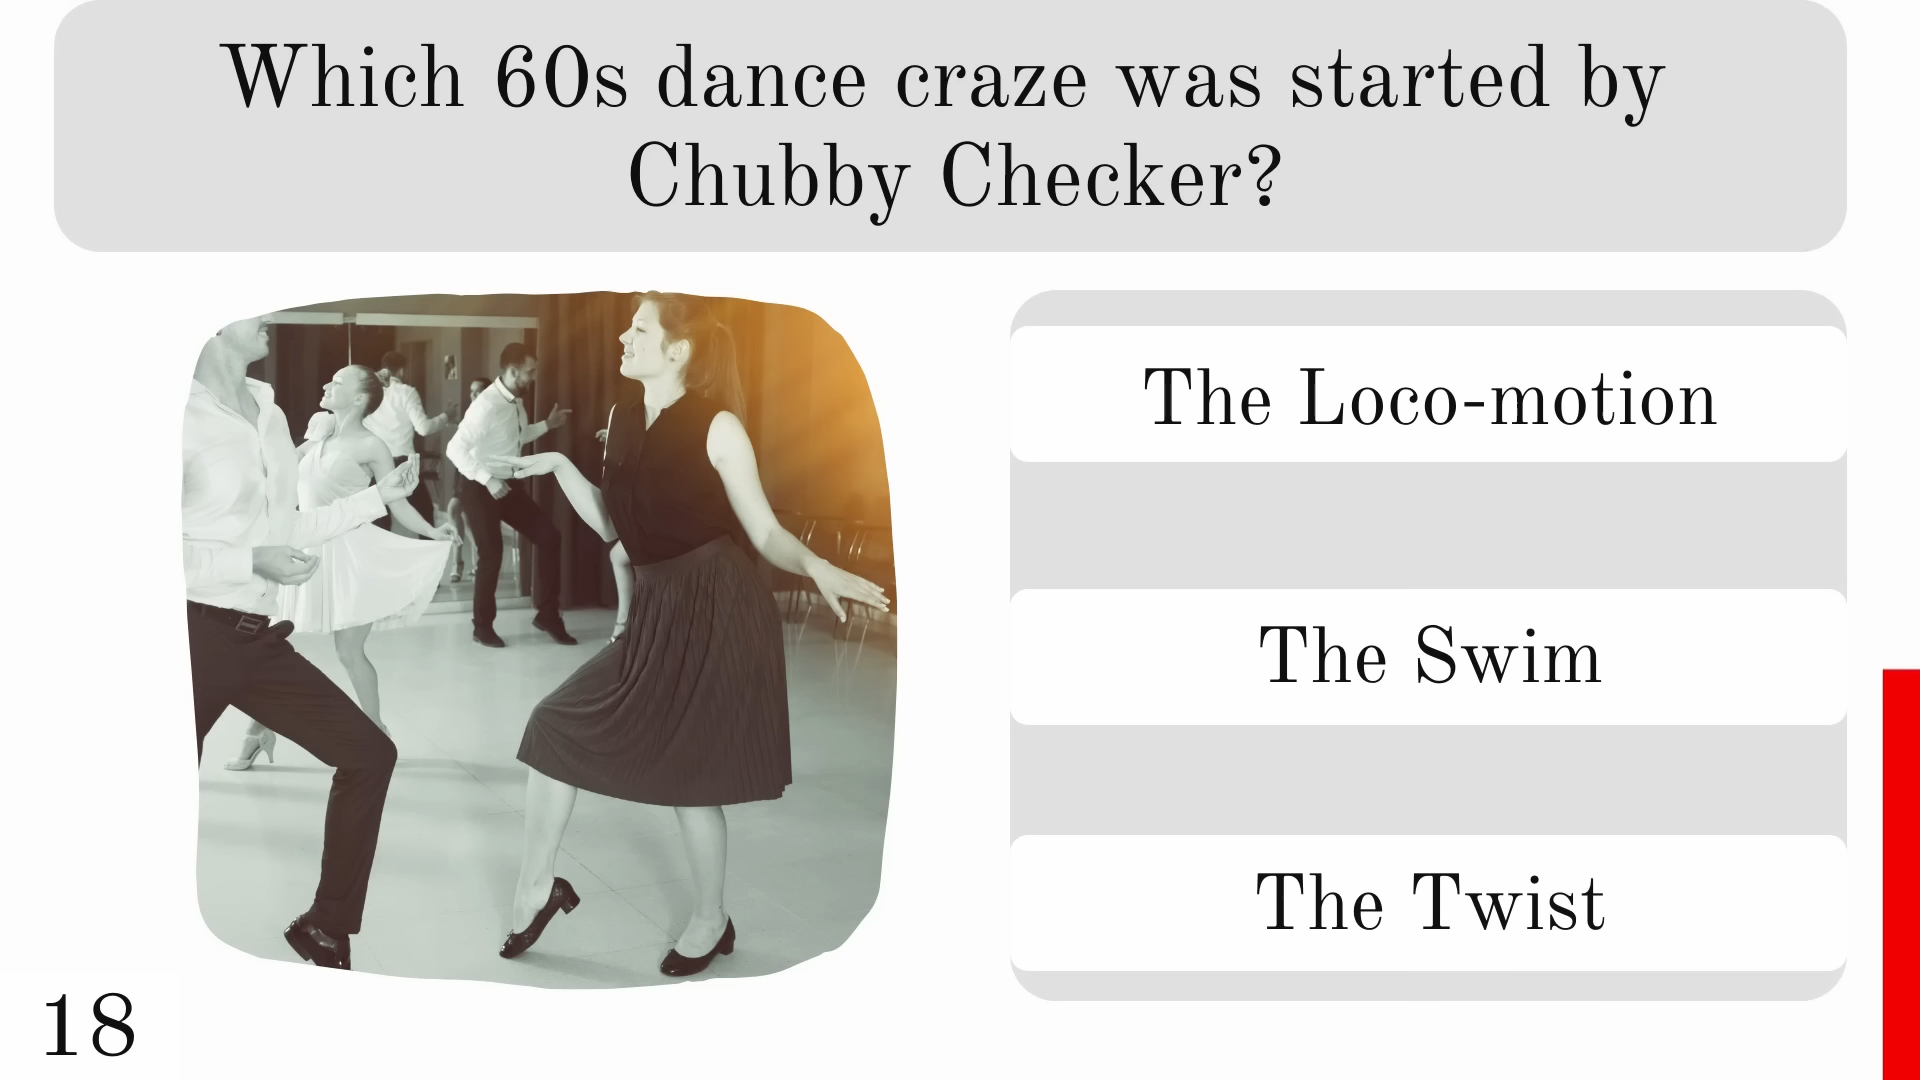 Which 60s dance craze was started by
Chubby Checker?
The Loco-motion
The Swim
The Twist
18